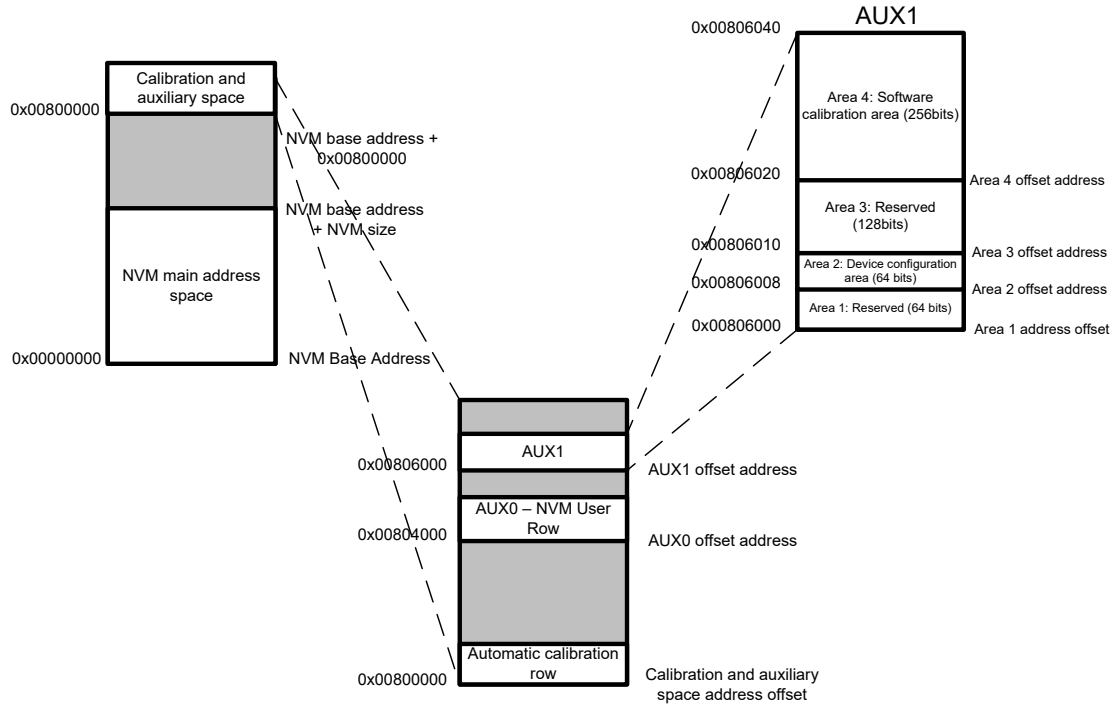 Calibration and
auxiliary space
0x00800000
NVM base address +
0x00800000
NVM base address
+ NVM size
NVM main address
space
0x00000000
NVM Base Address
AUX1
0x00806040
Area 4: Software
calibration area (256bits)
0x00806020
Area 4 offset address
Area 3: Reserved
(128bits)
0x00806010
Area 3 offset address
Area 2: Device configuration
area (64 bits)
0x00806008
Area 2 offset address
Area 1: Reserved (64 bits)
0x00806000
Area 1 address offset
AUX1
0x00806000
AUX1 offset address
AUX0 – NVM User
Row
0x00804000
AUX0 offset address
Automatic calibration
row
0x00800000
Calibration and auxiliary
space address offset